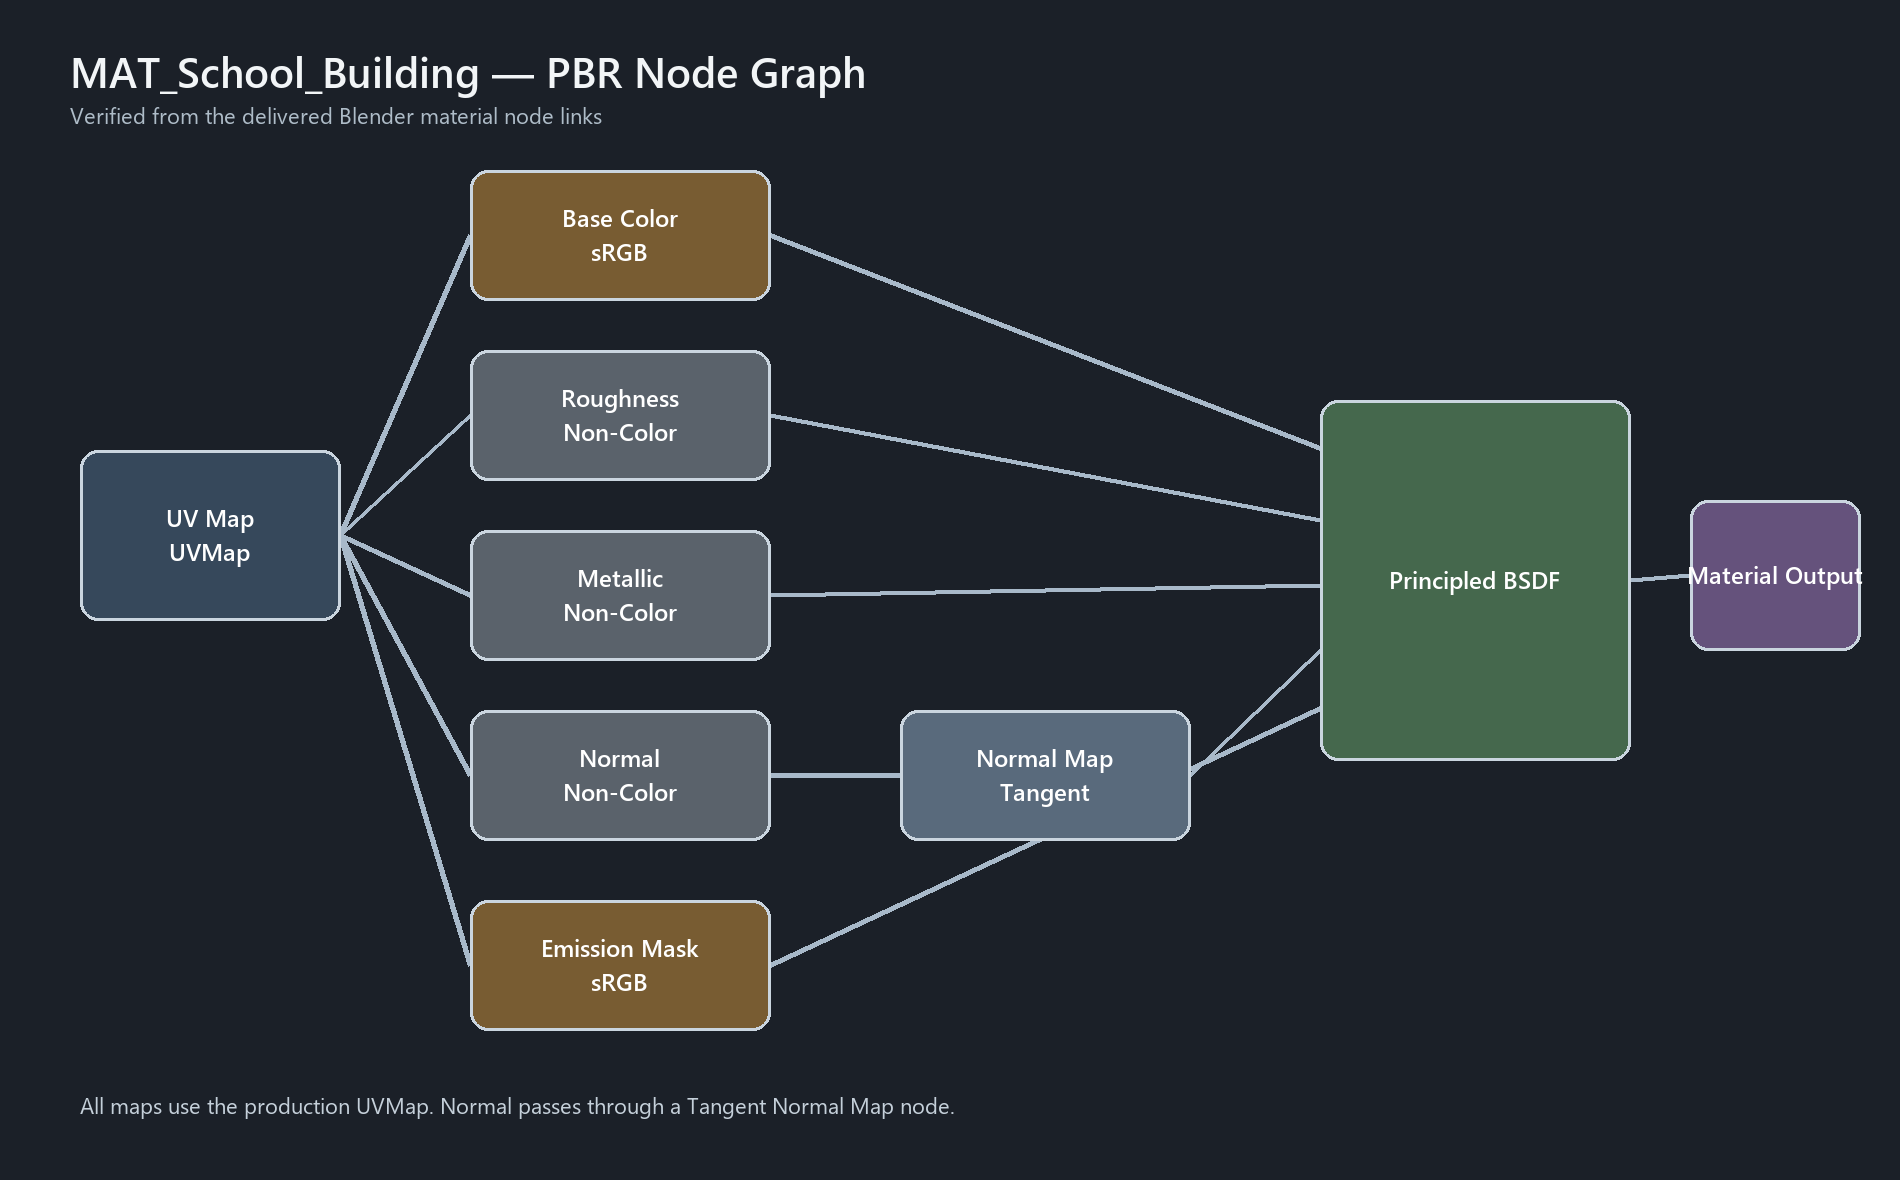 MAT_School_Building — PBR Node Graph
Verified from the delivered Blender material node links
Base Color
sRGB
Roughness
Non-Color
UV Map
UVMap
Metallic
Non-Color
Principled BSDF
Material Output
Normal
Non-Color
Normal Map
Tangent
Emission Mask
sRGB
All maps use the production UVMap. Normal passes through a Tangent Normal Map node.